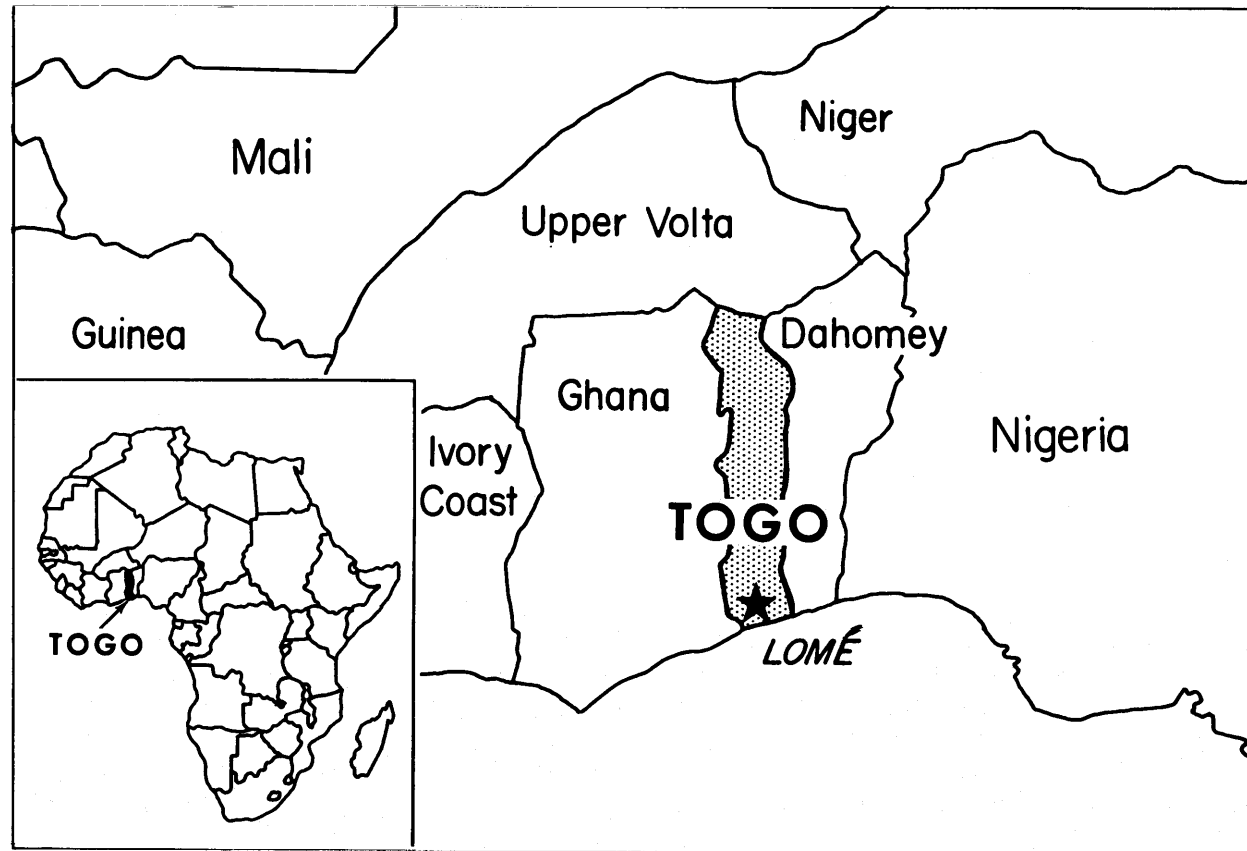 Niger
Mali
Upper Volta
Guinea
Dahomey
Ghana
Nigeria
Ivory
Coast
TOGO
LOMÉ
TOGO